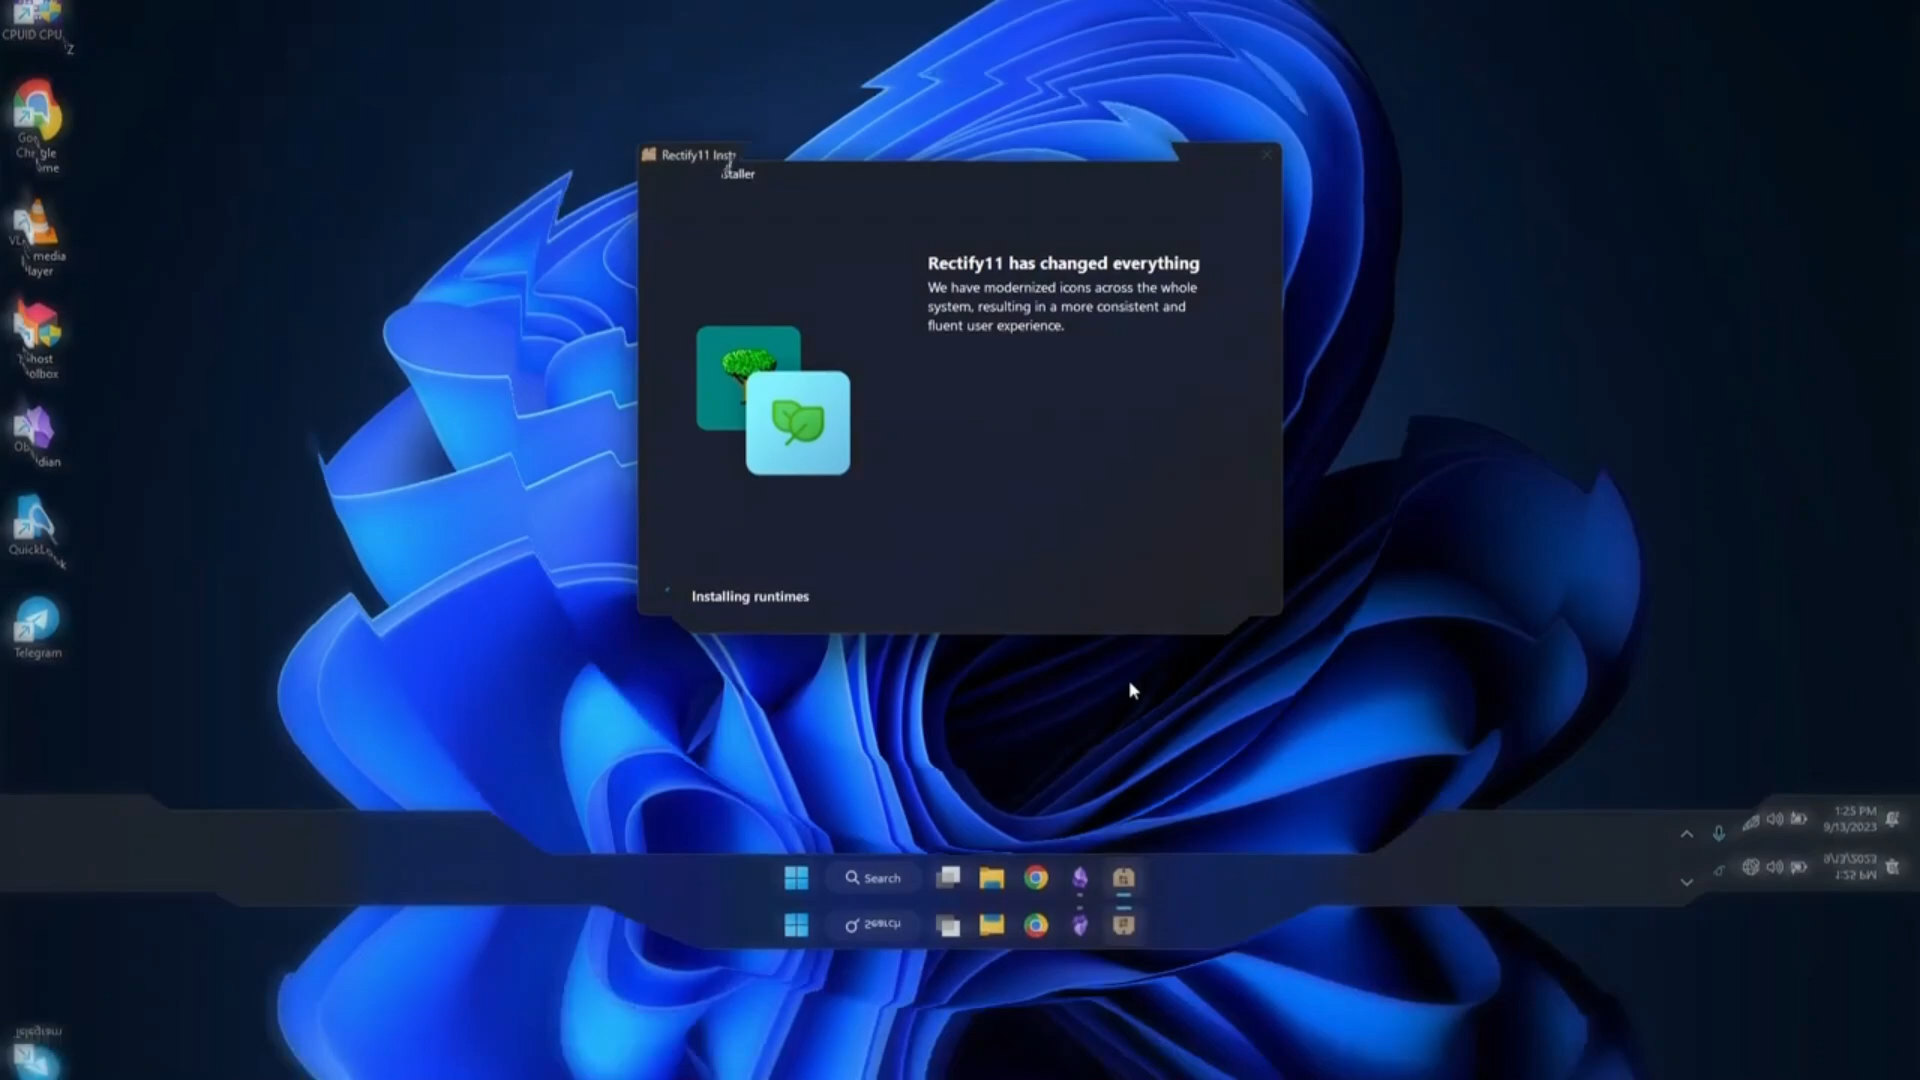 CPUID CPU
Z
Google
Chrome
VLC media
player
Ghost
Toolbox
Obsidian
QuickLook
Telegram
Rectify11 Installer
Rectify11 has changed everything
We have modernized icons across the whole
system, resulting in a more consistent and
fluent user experience.
Installing runtimes
Search
1:25 PM
9/13/2023